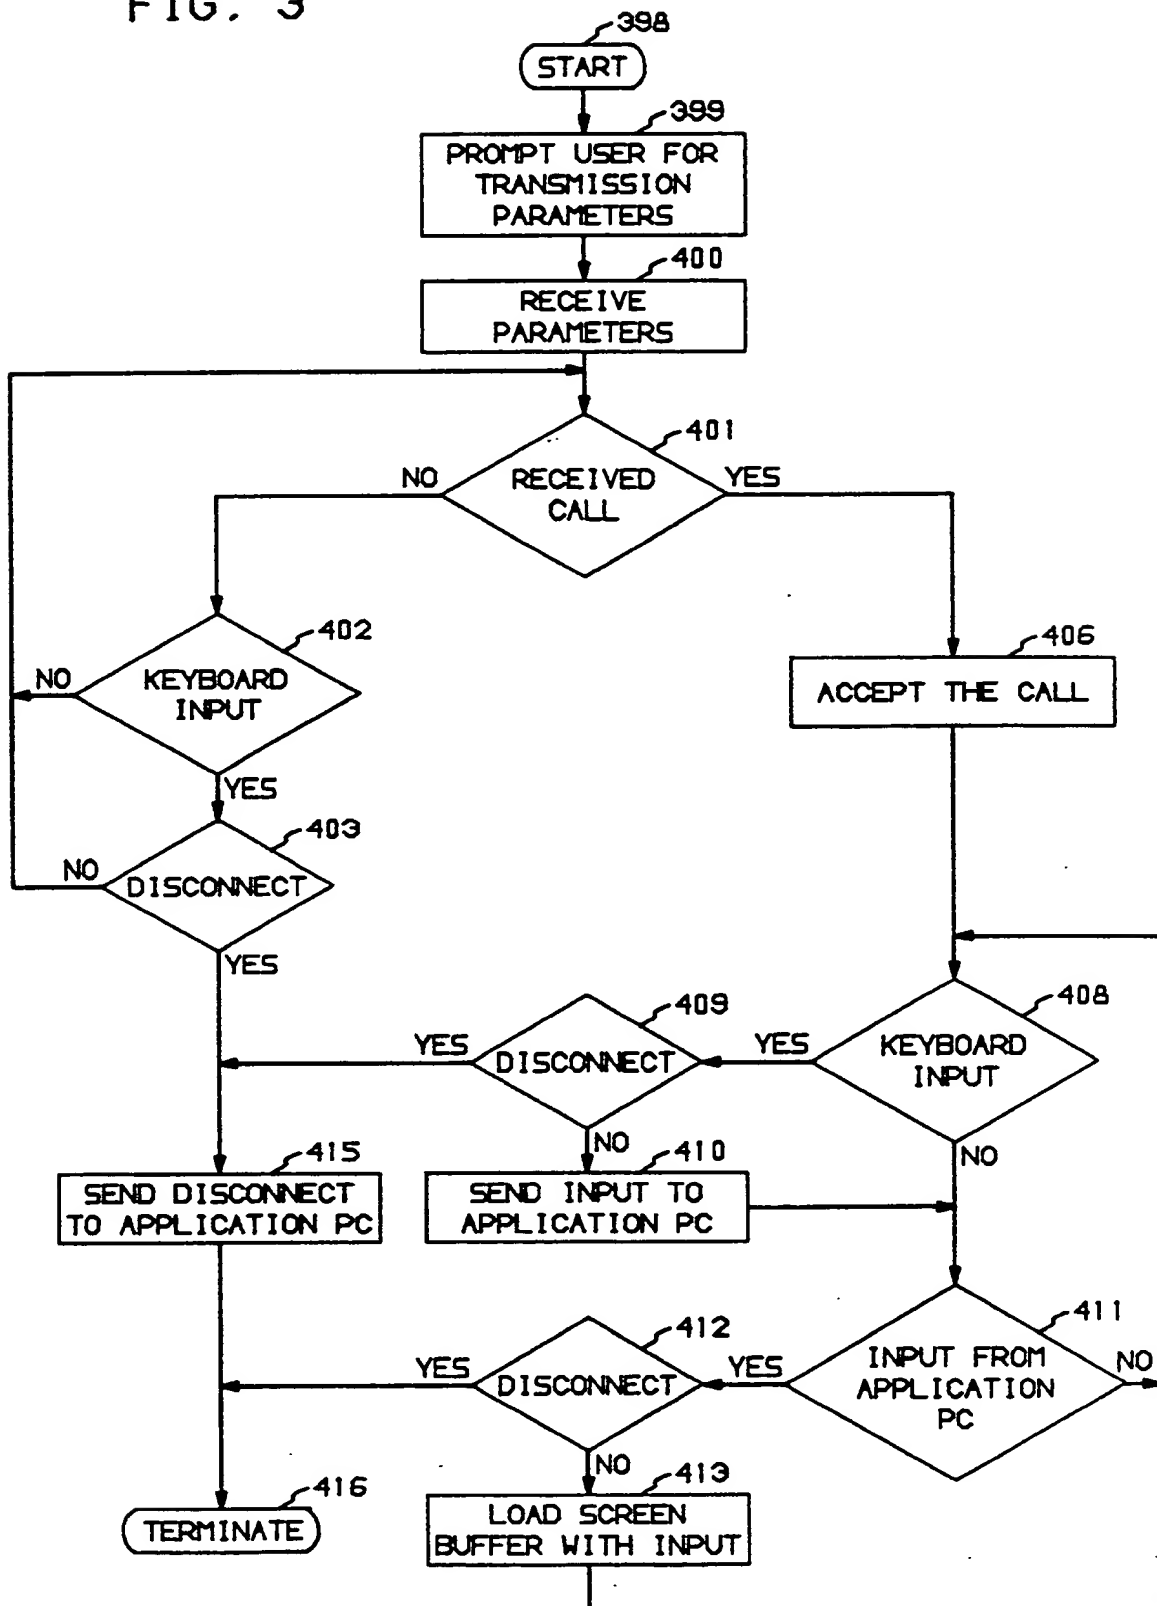 FIG. 3
398
START
399
PROMPT USER FOR
TRANSMISSION
PARAMETERS
400
RECEIVE
PARAMETERS
401
NO
RECEIVED
CALL
YES
402
NO
KEYBOARD
INPUT
YES
406
ACCEPT THE CALL
403
NO
DISCONNECT
YES
408
KEYBOARD
INPUT
YES
NO
409
YES
DISCONNECT
NO
415
SEND DISCONNECT
TO APPLICATION PC
410
SEND INPUT TO
APPLICATION PC
411
INPUT FROM
APPLICATION
PC
NO
YES
412
YES
DISCONNECT
NO
416
TERMINATE
413
LOAD SCREEN
BUFFER WITH INPUT